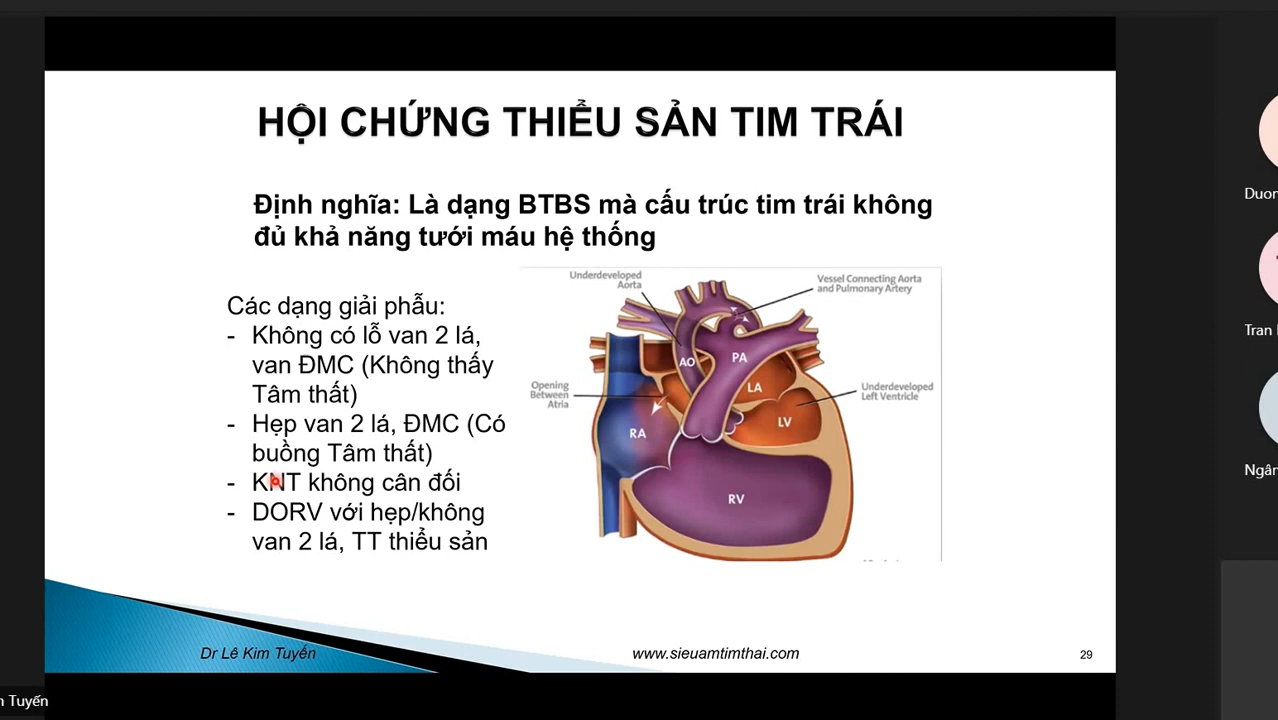 HỘI CHỨNG THIỂU SẢN TIM TRÁI
Định nghĩa: Là dạng BTBS mà cấu trúc tim trái không
đủ khả năng tưới máu hệ thống
Các dạng giải phẫu:
- Không có lỗ van 2 lá,
van ĐMC (Không thấy
Tâm thất)
- Hẹp van 2 lá, ĐMC (Có
buồng Tâm thất)
- KNT không cân đối
- DORV với hẹp/không
van 2 lá, TT thiểu sản
Underdeveloped
Aorta
Vessel Connecting Aorta
and Pulmonary Artery
AO
PA
LA
Opening
Between
Atria
Underdeveloped
Left Ventricle
RA
LV
RV
Dr Lê Kim Tuyến
www.sieuamtimthai.com
29
Duon
Tran
Ngân
Tuyến